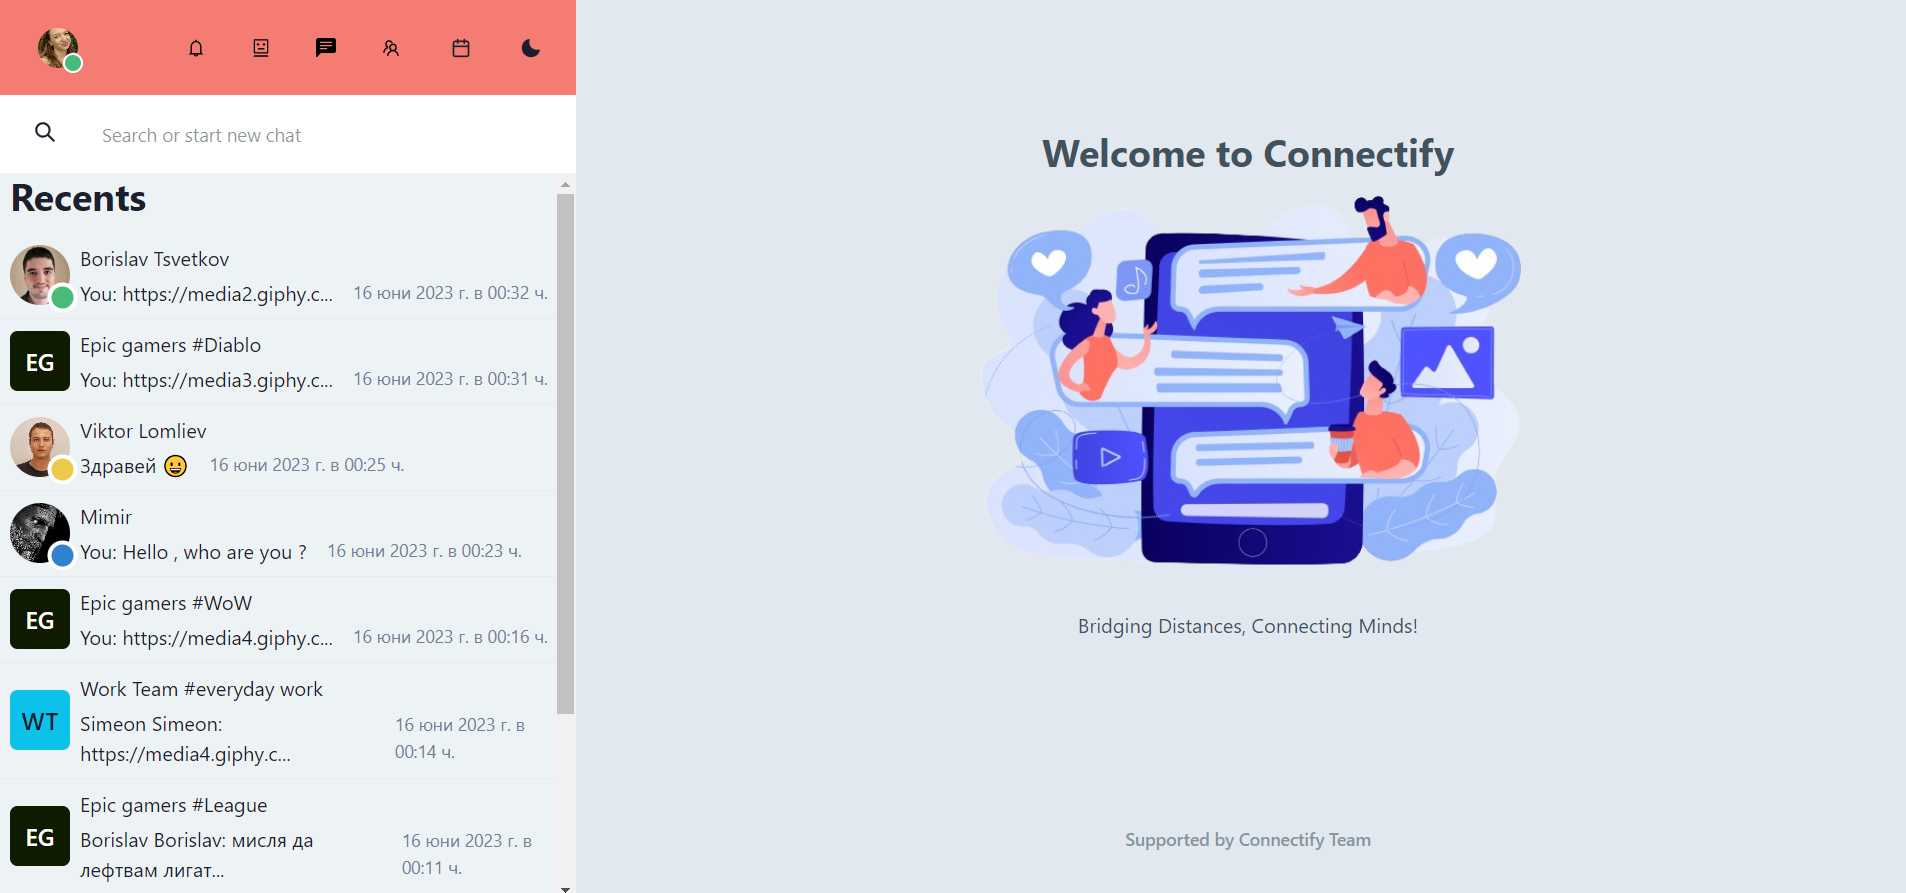 Search or start new chat
Recents
Borislav Tsvetkov
You: https://media2.giphy.c... 16 юни 2023 г. в 00:32 ч.
EG
Epic gamers #Diablo
You: https://media3.giphy.c... 16 юни 2023 г. в 00:31 ч.
Viktor Lomliev
Здравей 😀 16 юни 2023 г. в 00:25 ч.
Mimir
You: Hello , who are you ? 16 юни 2023 г. в 00:23 ч.
EG
Epic gamers #WoW
You: https://media4.giphy.c... 16 юни 2023 г. в 00:16 ч.
WT
Work Team #everyday work
Simeon Simeon:
https://media4.giphy.c...
16 юни 2023 г. в
00:14 ч.
EG
Epic gamers #League
Borislav Borislav: мисля да
лефтвам лигат...
16 юни 2023 г. в
00:11 ч.
Welcome to Connectify
Bridging Distances, Connecting Minds!
Supported by Connectify Team